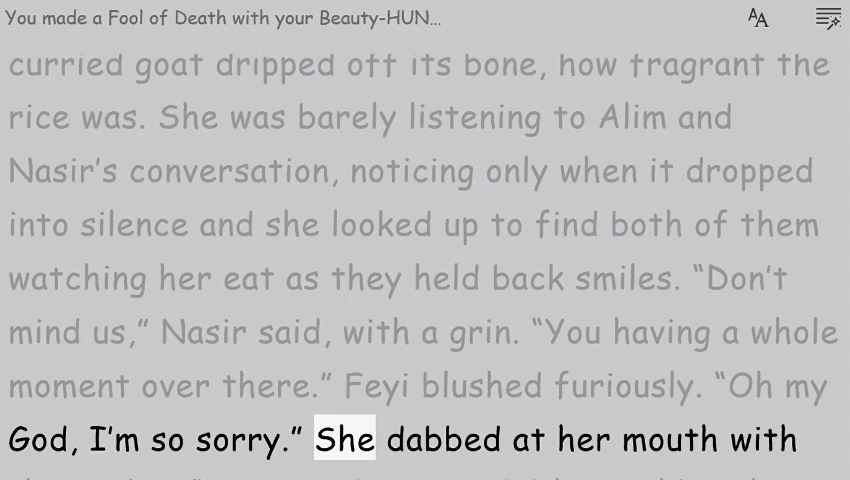 You made a Fool of Death with your Beauty-HUN...
AA
curried goat dripped off its bone, how fragrant the
rice was. She was barely listening to Alim and
Nasir's conversation, noticing only when it dropped
into silence and she looked up to find both of them
watching her eat as they held back smiles. “Don't
mind us,” Nasir said, with a grin. “You having a whole
moment over there.” Feyi blushed furiously. “Oh my
God, I'm so sorry.” She dabbed at her mouth with